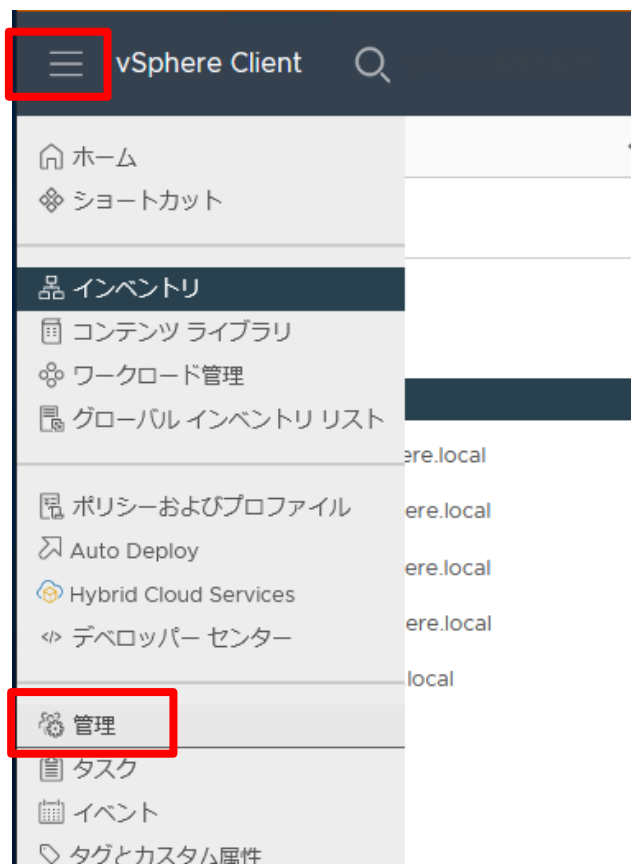 vSphere Client
ホーム
ショートカット
インベントリ
コンテンツ ライブラリ
ワークロード管理
グローバル インベントリ リスト
ere.local
ポリシーおよびプロファイル
ere.local
Auto Deploy
ere.local
Hybrid Cloud Services
ere.local
デベロッパー センター
local
管理
タスク
イベント
タグとカスタム属性